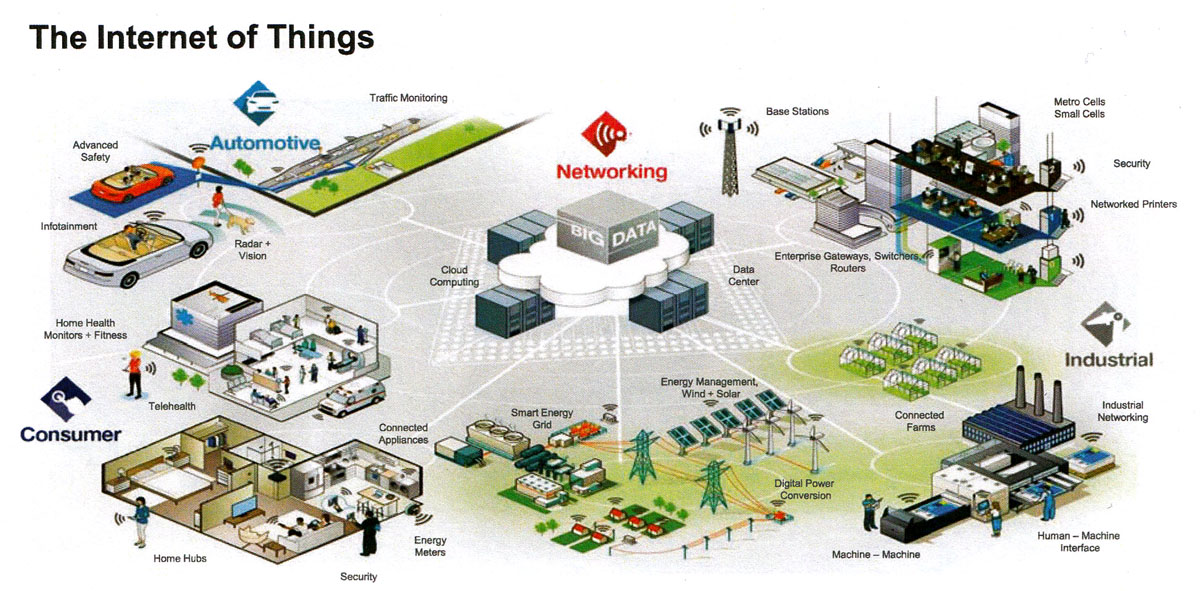 The Internet of Things
Automotive
Traffic Monitoring
Advanced
Safety
Infotainment
Radar +
Vision
Networking
BIG DATA
Cloud
Computing
Data
Center
Base Stations
Metro Cells
Small Cells
Security
Networked Printers
Enterprise Gateways, Switchers,
Routers
Home Health
Monitors + Fitness
Telehealth
Consumer
Connected
Appliances
Home Hubs
Security
Energy
Meters
Smart Energy
Grid
Energy Management,
Wind + Solar
Digital Power
Conversion
Industrial
Connected
Farms
Industrial
Networking
Machine – Machine
Human – Machine
Interface